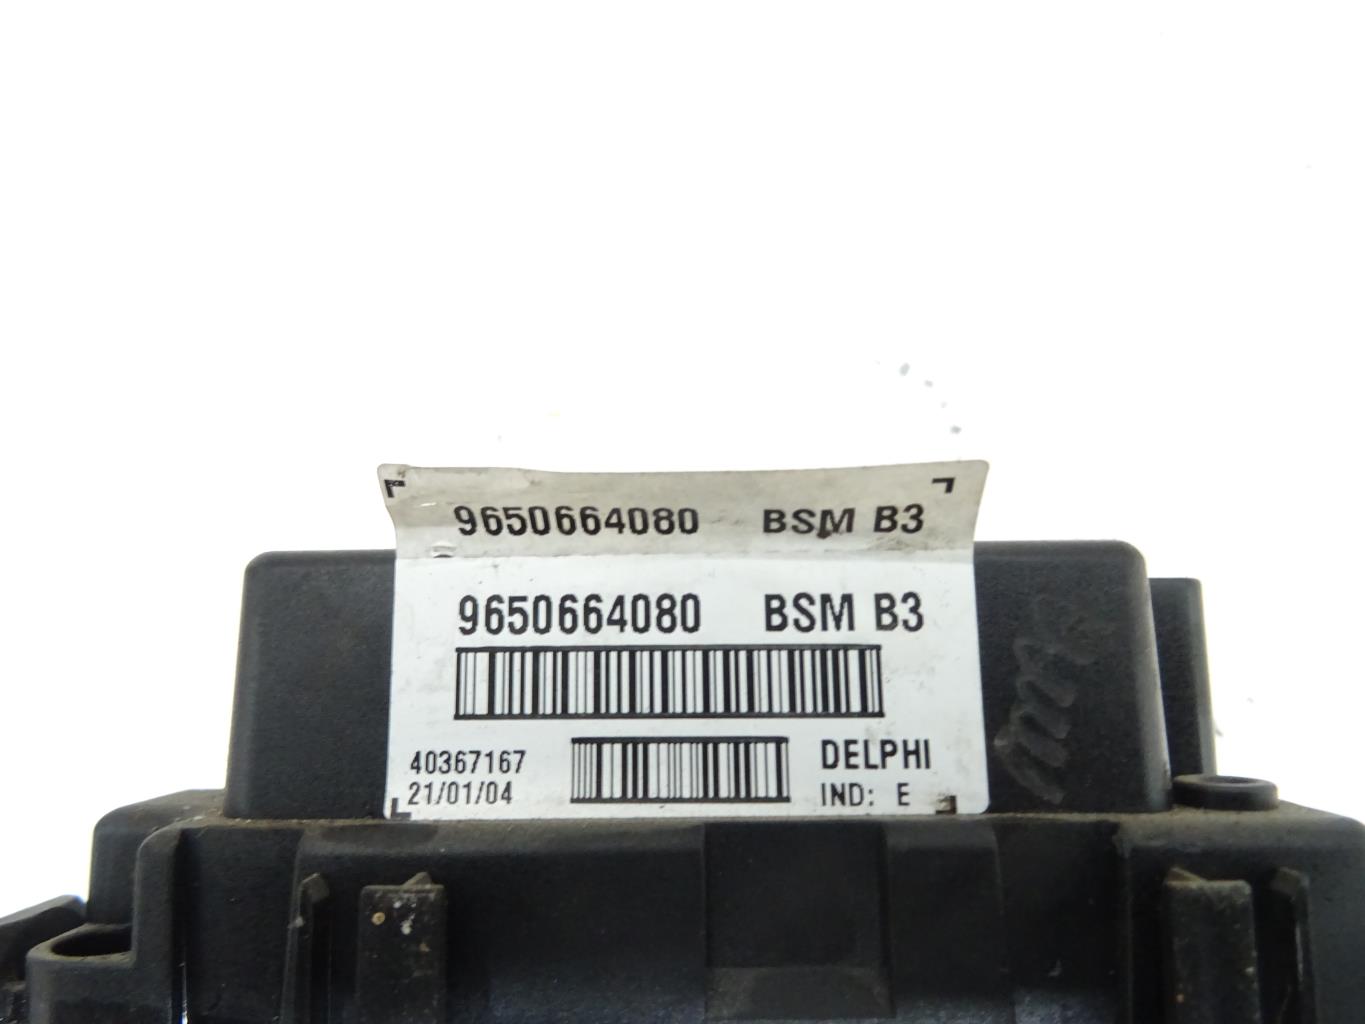 9650664080 BSM B3
9650664080 BSM B3
40367167 DELPHI
21/01/04 IND: E